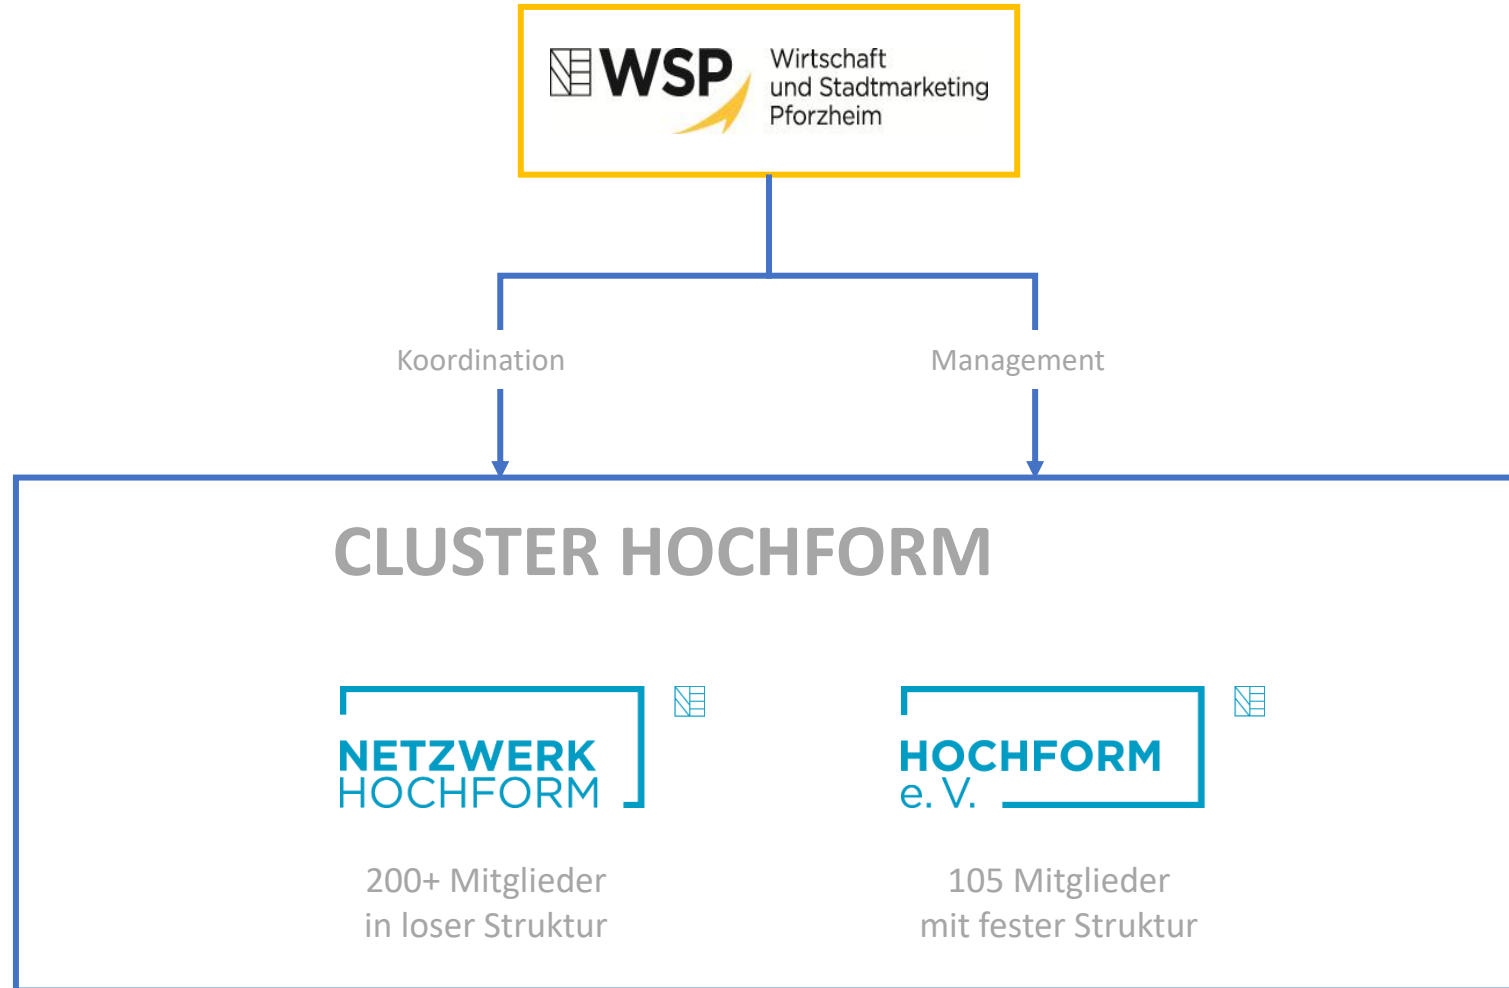 WSP
Wirtschaft
und Stadtmarketing
Pforzheim
Koordination
Management
CLUSTER HOCHFORM
NETZWERK
HOCHFORM
HOCHFORM
e. V.
200+ Mitglieder
in loser Struktur
105 Mitglieder
mit fester Struktur